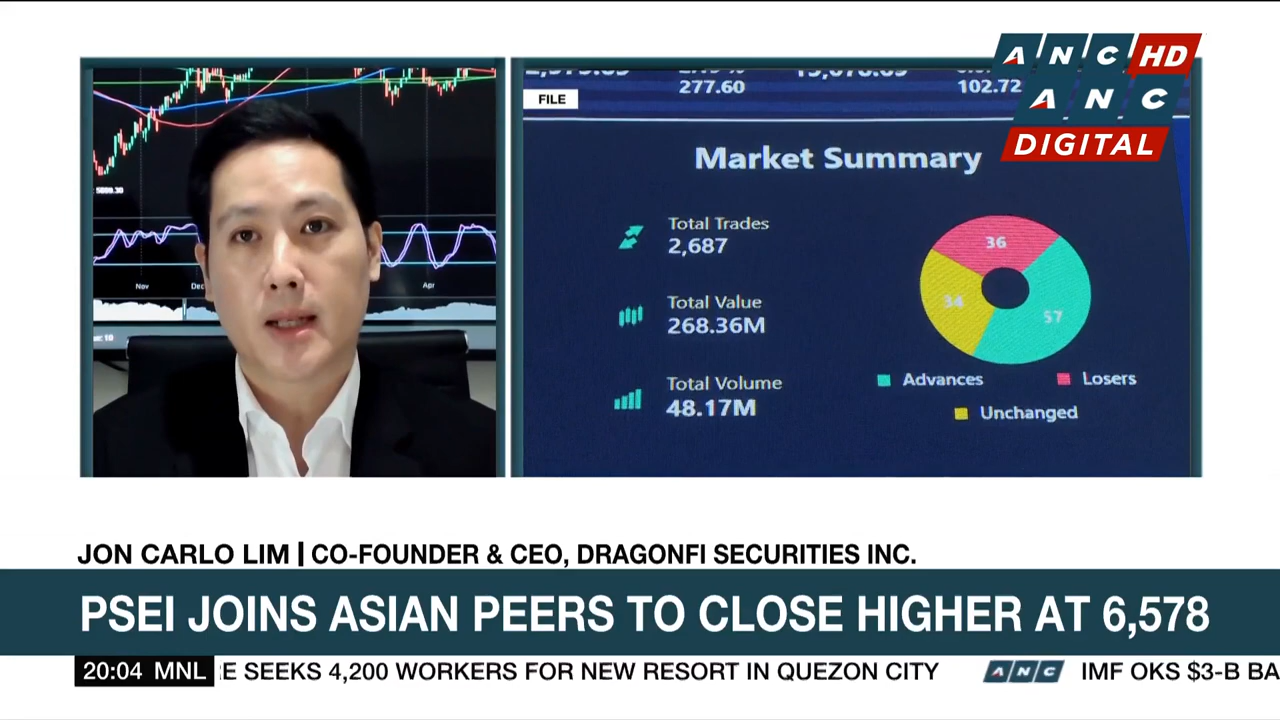 ANC HD
ANC
DIGITAL
FILE
277.60
102.72
Market Summary
Total Trades
2,687
Total Value
268.36M
Total Volume
48.17M
36
34
57
Advances
Losers
Unchanged
Nov
Dec
Apr
JON CARLO LIM | CO-FOUNDER & CEO, DRAGONFI SECURITIES INC.
PSEI JOINS ASIAN PEERS TO CLOSE HIGHER AT 6,578
20:04 MNL
E SEEKS 4,200 WORKERS FOR NEW RESORT IN QUEZON CITY ANC IMF OKS $3-B BA